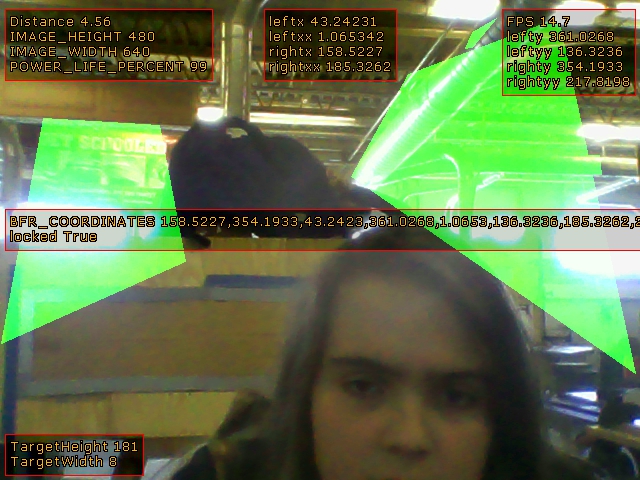 Distance 4.56
IMAGE_HEIGHT 480
IMAGE_WIDTH 640
POWER_LIFE_PERCENT 99
leftx 43.24231
leftxx 1.065342
rightx 158.5227
rightxx 185.3262
FPS 14.7
lefty 361.0268
leftyy 136.3236
righty 354.1933
rightyy 217.8198
BFR_COORDINATES 158.5227,354.1933,43.2423,361.0268,1.0653,136.3236,185.3262,2
locked True
TargetHeight 181
TargetWidth 8